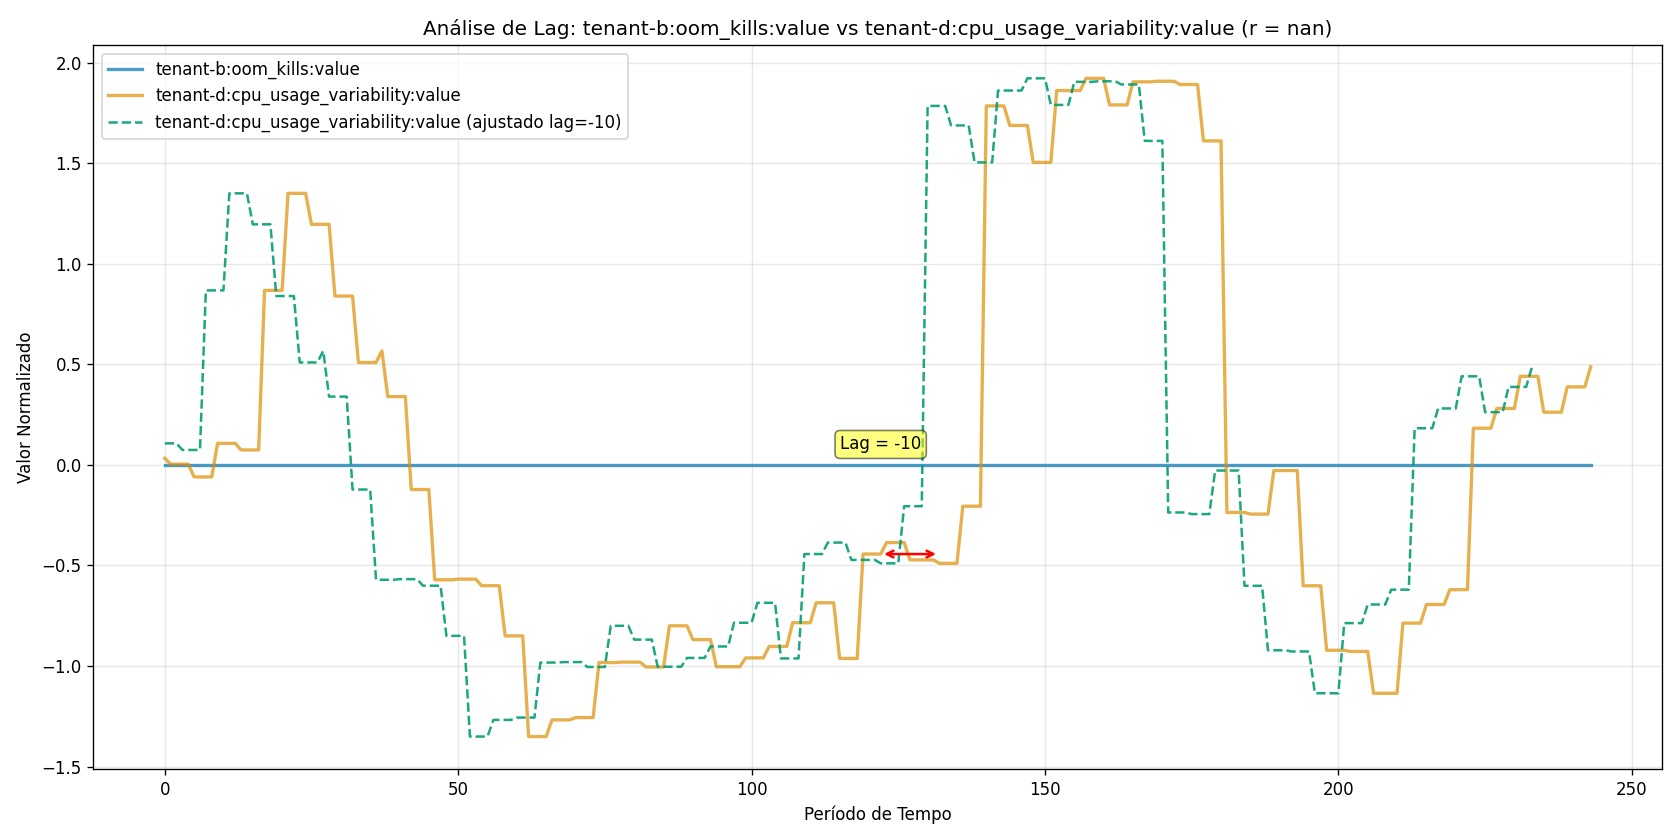 Análise de Lag: tenant-b:oom_kills:value vs tenant-d:cpu_usage_variability:value (r = nan)
tenant-b:oom_kills:value
tenant-d:cpu_usage_variability:value
tenant-d:cpu_usage_variability:value (ajustado lag=-10)
Valor Normalizado
2.0
1.5
1.0
0.5
0.0
−0.5
−1.0
−1.5
Lag = -10
0 50 100 150 200 250
Período de Tempo